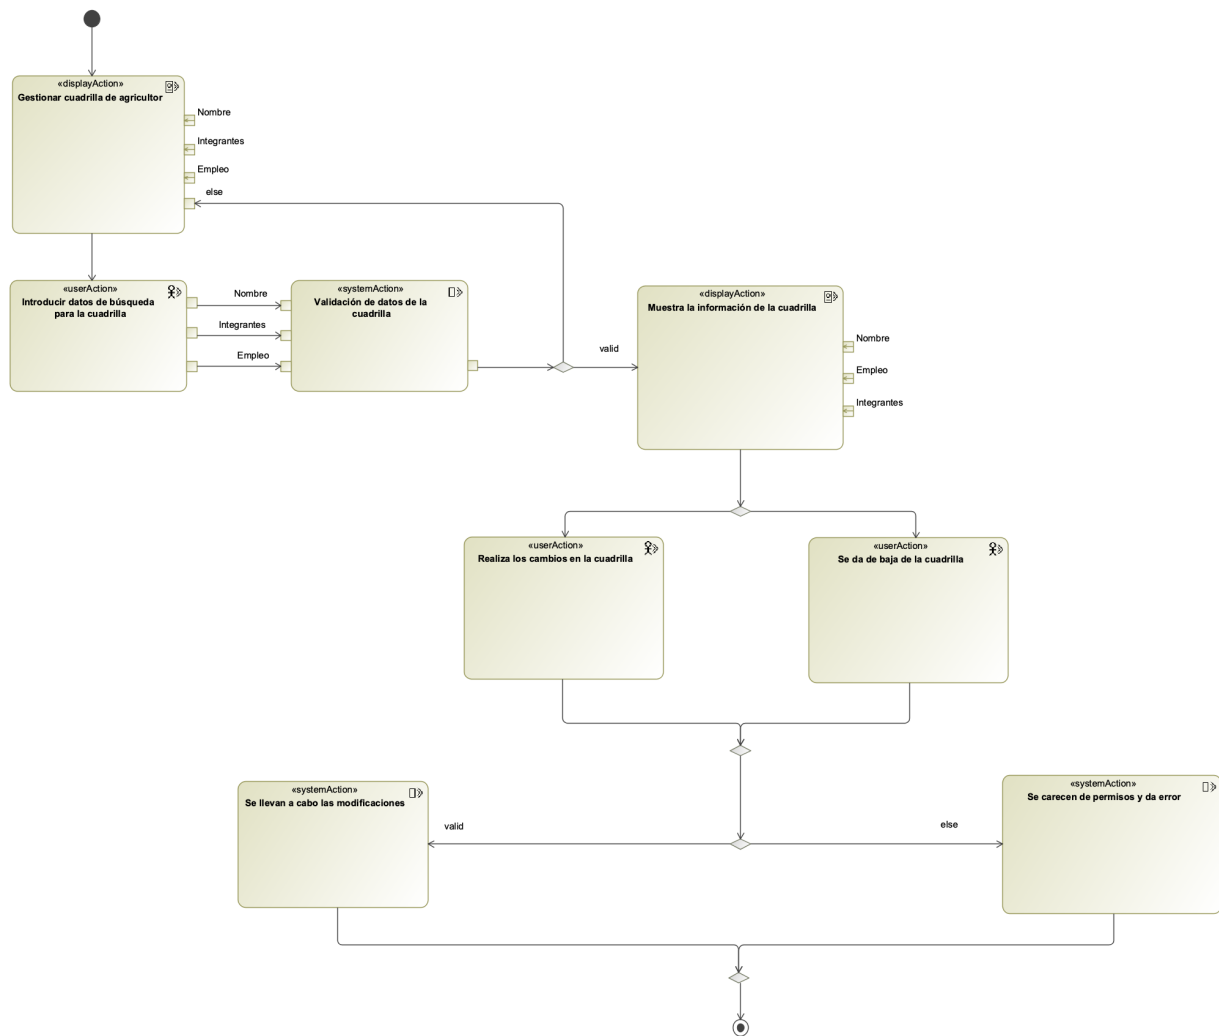 «displayAction»
Gestionar cuadrilla de agricultor
Nombre
Integrantes
Empleo
else
«userAction»
Introducir datos de búsqueda
para la cuadrilla
Nombre
Integrantes
Empleo
«systemAction»
Validación de datos de la
cuadrilla
valid
«displayAction»
Muestra la información de la cuadrilla
Nombre
Empleo
Integrantes
«userAction»
Realiza los cambios en la cuadrilla
«userAction»
Se da de baja de la cuadrilla
«systemAction»
Se llevan a cabo las modificaciones
valid
else
«systemAction»
Se carecen de permisos y da error